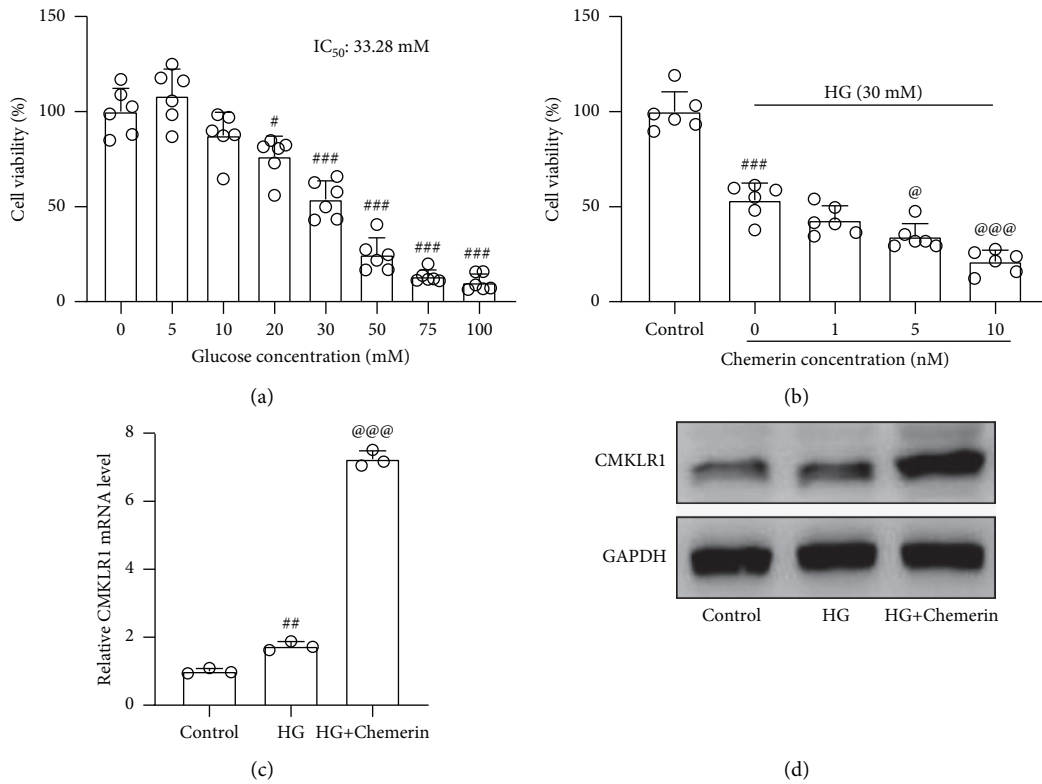 150
100
50
0
Cell viability (%)
IC50: 33.28 mM
#
###
###
###
###
0 5 10 20 30 50 75 100
Glucose concentration (mM)
(a)
150
100
50
0
Cell viability (%)
HG (30 mM)
###
@
@@@
Control 0 1 5 10
Chemerin concentration (nM)
(b)
8
6
4
2
0
Relative CMKLR1 mRNA level
##
@@@
Control HG HG+Chemerin
(c)
CMKLR1
GAPDH
Control HG HG+Chemerin
(d)